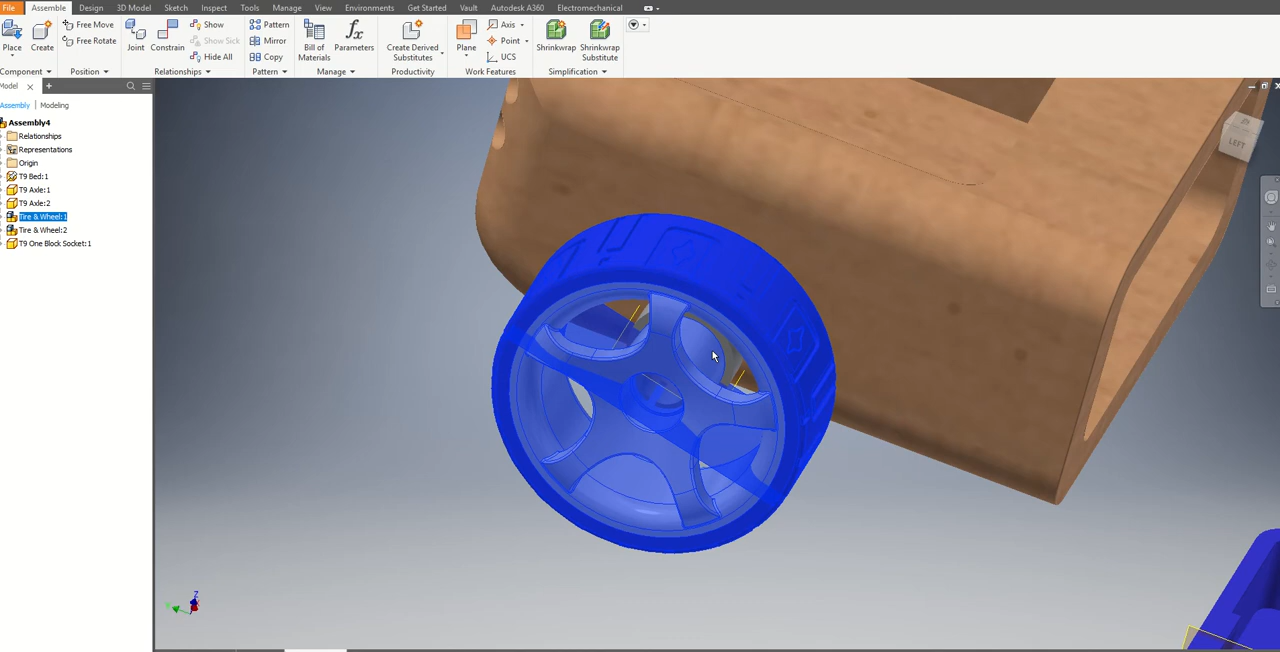 File Assemble Design 3D Model Sketch Inspect Tools Manage View Environments Get Started Vault Autodesk A360 Electromechanical
Free Move Show Pattern Axis
Free Rotate Show Sick Mirror Point
Place Create Joint Constrain Hide All Copy Bill of Materials Parameters Create Derived Substitutes Plane UCS Shrinkwrap Shrinkwrap Substitute
Component Position Relationships Pattern Manage Productivity Work Features Simplification
Model
Assembly Modeling
Assembly4
Relationships
Representations
Origin
T9 Bed:1
T9 Axle:1
T9 Axle:2
Tire & Wheel:1
Tire & Wheel:2
T9 One Block Socket:1
LEFT
Z